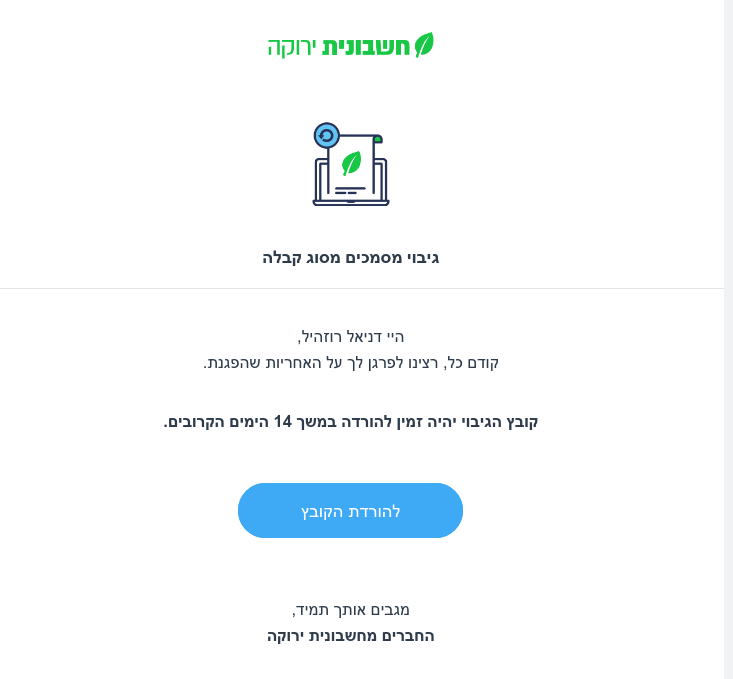 חשבונית ירוקה
גיבוי מסמכים מסוג קבלה
היי דניאל רוזהיל,
קודם כל, רצינו לפרגן לך על האחריות שהפגנת.
קובץ הגיבוי יהיה זמין להורדה במשך 14 הימים הקרובים.
להורדת הקובץ
מגבים אותך תמיד,
החברים מחשבונית ירוקה